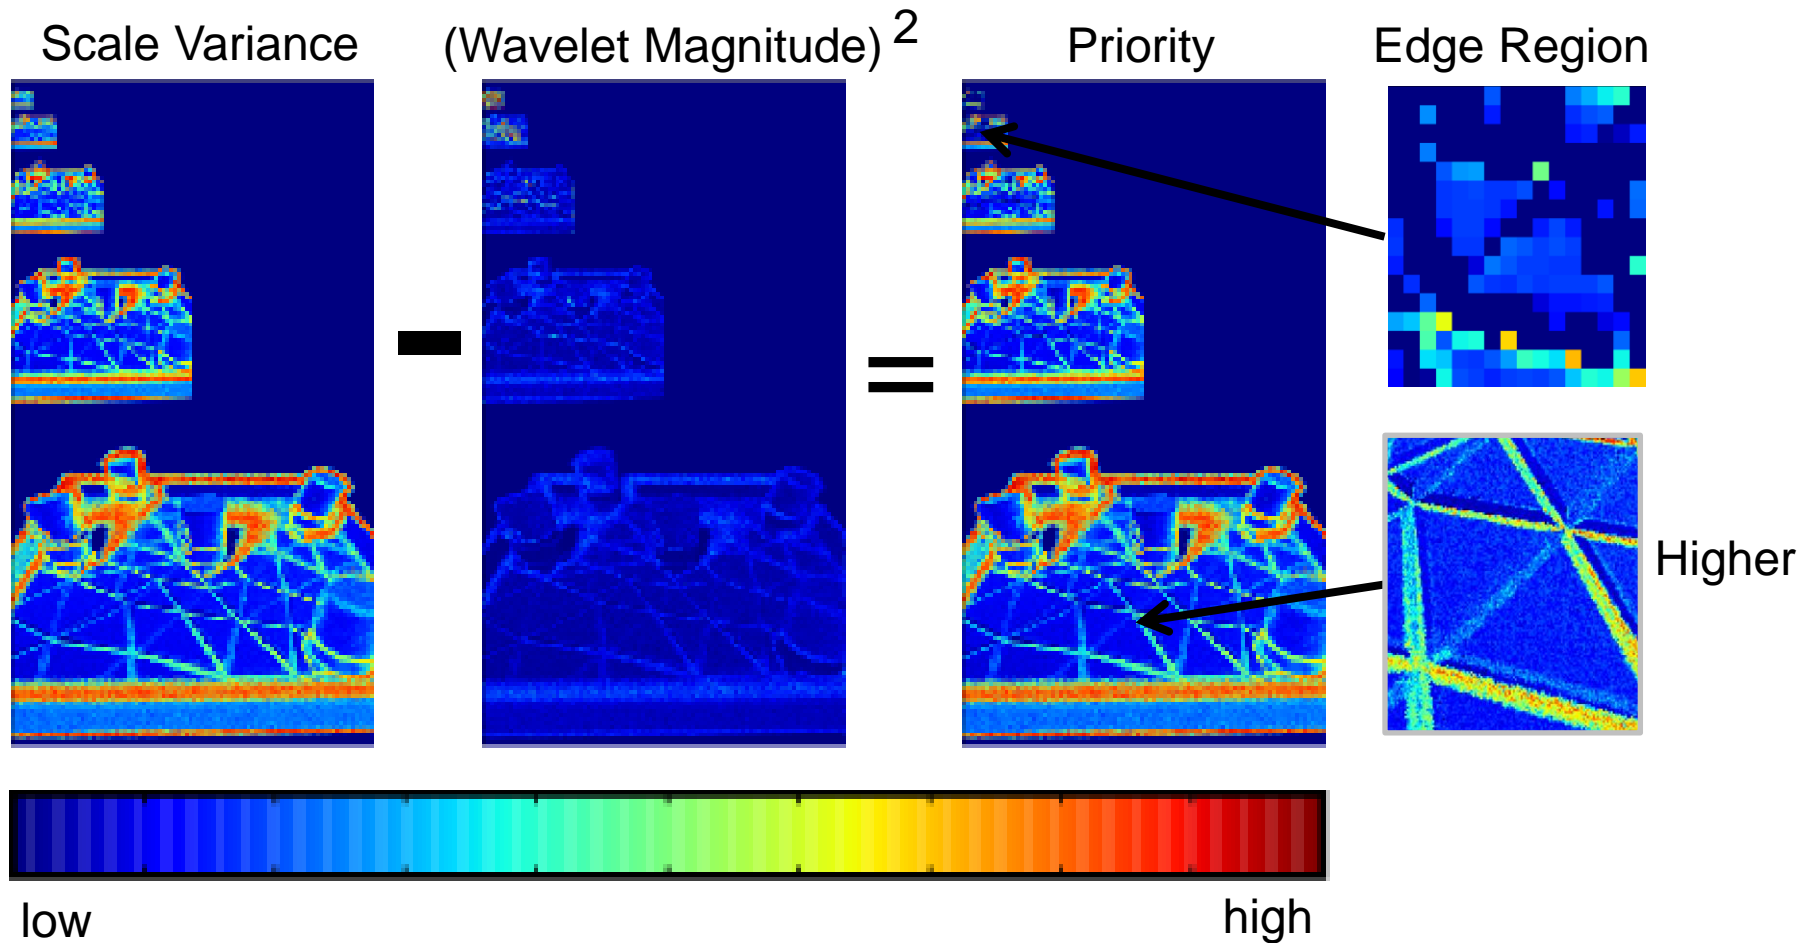 Scale Variance
(Wavelet Magnitude) 2
Priority
Edge Region
-
=
Higher
low
high